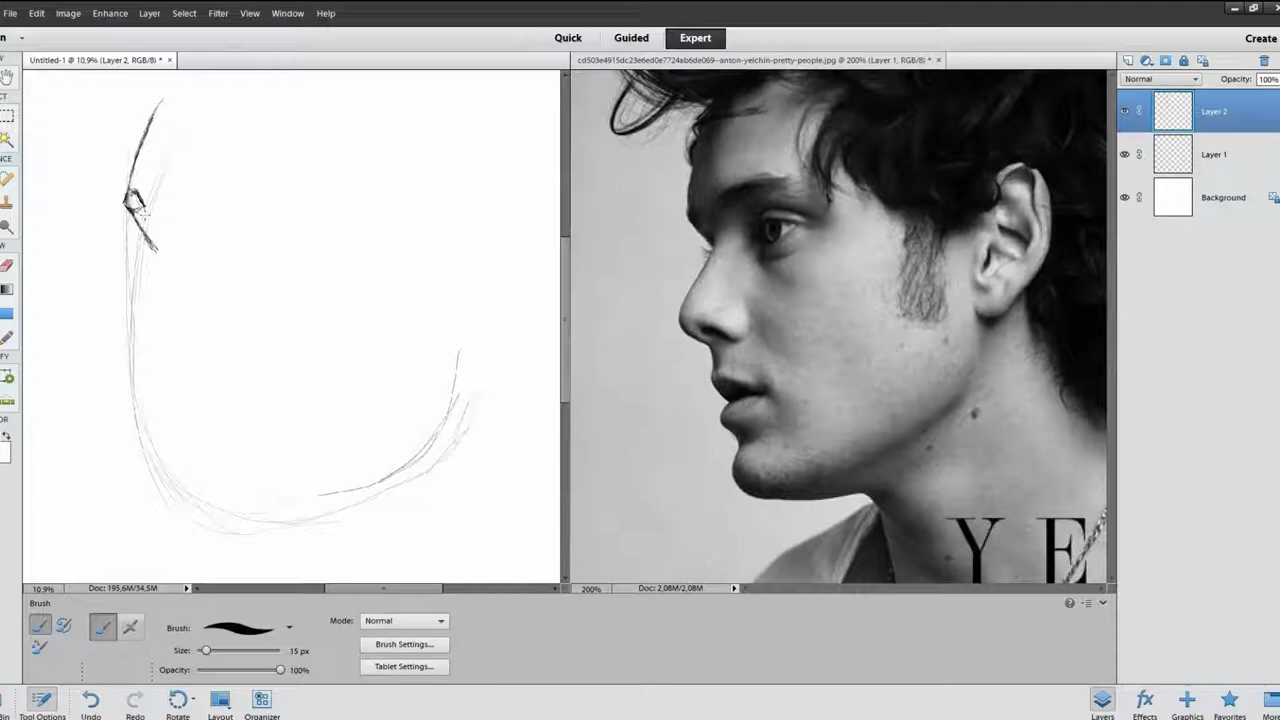 File Edit Image Layer Select Filter View Window Help
Quick Guided Expert Create
Untitled-1 @ 10,9% (Layer 2, RGB/8) * ×
cd503e4915dc23e6ed0e7724ab6de069--anton-yelchin-pretty-people.jpg @ 200% (Layer 1, RGB/8) * ×
Normal Opacity: 100%
Layer 2
Layer 1
Background
Y E
10.9% Doc: 195,6M/34,5M
200% Doc: 2,08M/2,08M
Brush
Brush:
Size: 15 px
Opacity: 100%
Mode: Normal
Brush Settings...
Tablet Settings...
Tool Options Undo Redo Rotate Layout Organizer
Layers Effects Graphics Favorites